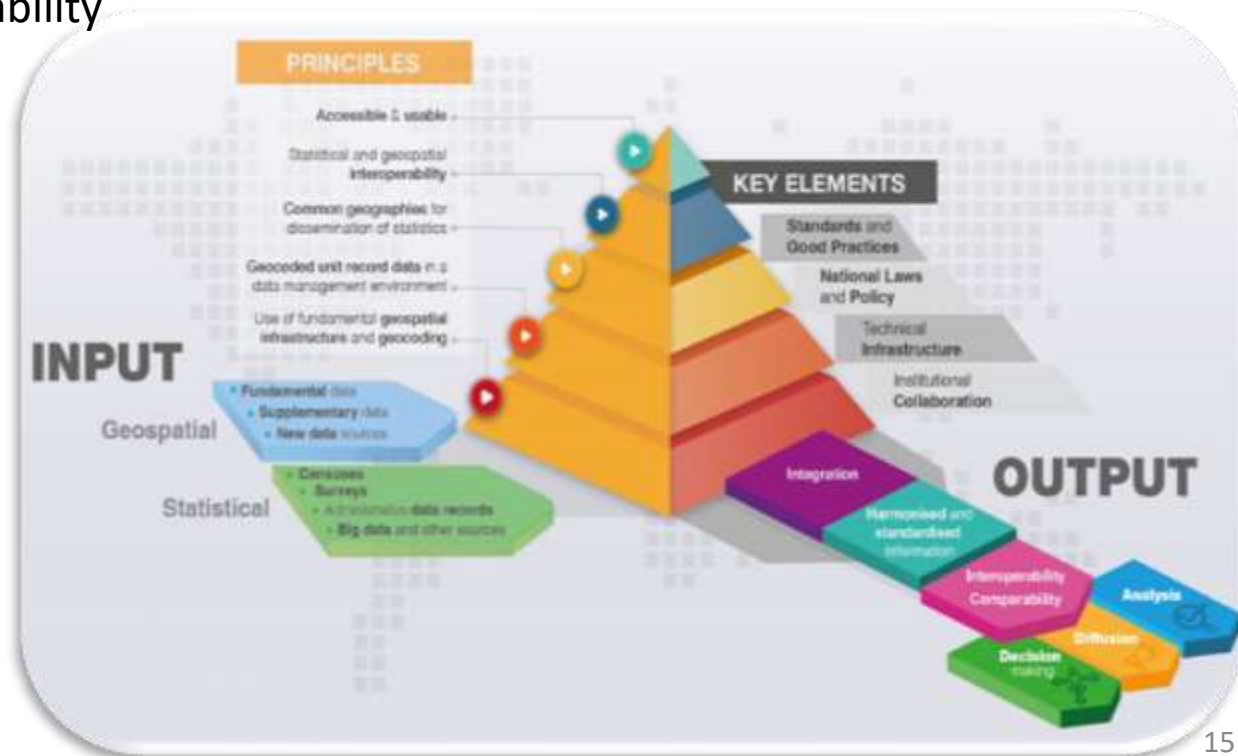 ability
PRINCIPLES
Accessible & usable
Statistical and geospatial
interoperability
Common geographies for
dissemination of statistics
Geocoded unit record data in a
data management environment
Use of fundamental geospatial
infrastructure and geocoding
KEY ELEMENTS
Standards and
Good Practices
National Laws
and Policy
Technical
Infrastructure
Institutional
Collaboration
INPUT
Geospatial
• Fundamental data
• Supplementary data
• New data sources
Statistical
• Censuses
• Surveys
• Administrative data records
• Big data and other sources
OUTPUT
Integration
Harmonised and
standardised
information
Interoperability
Comparability
Analysis
Diffusion
Decision
making
15